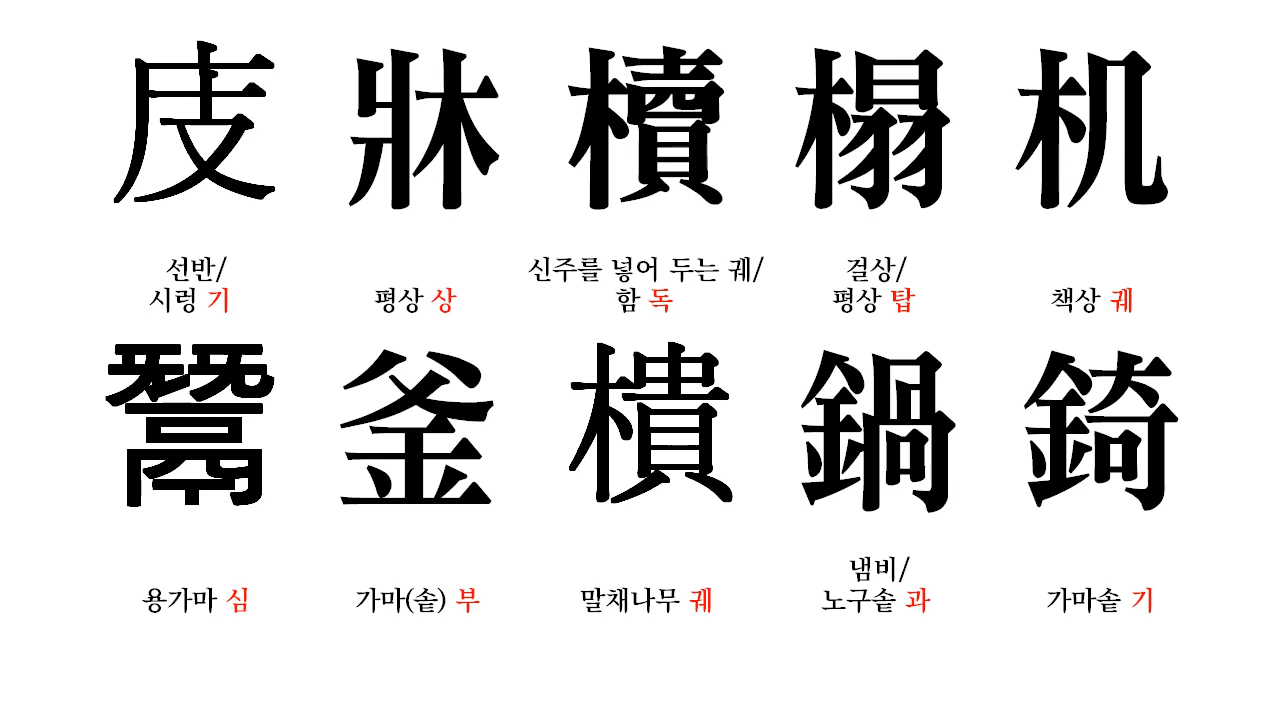 庋 牀 櫝 榻 机
선반/ 신주를 넣어 두는 궤/ 걸상/
시렁 기 평상 상 함 독 평상 탑 책상 궤
鬵 釜 樻 鍋 錡
냄비/
용가마 심 가마(솥) 부 말채나무 궤 노구솥 과 가마솥 기